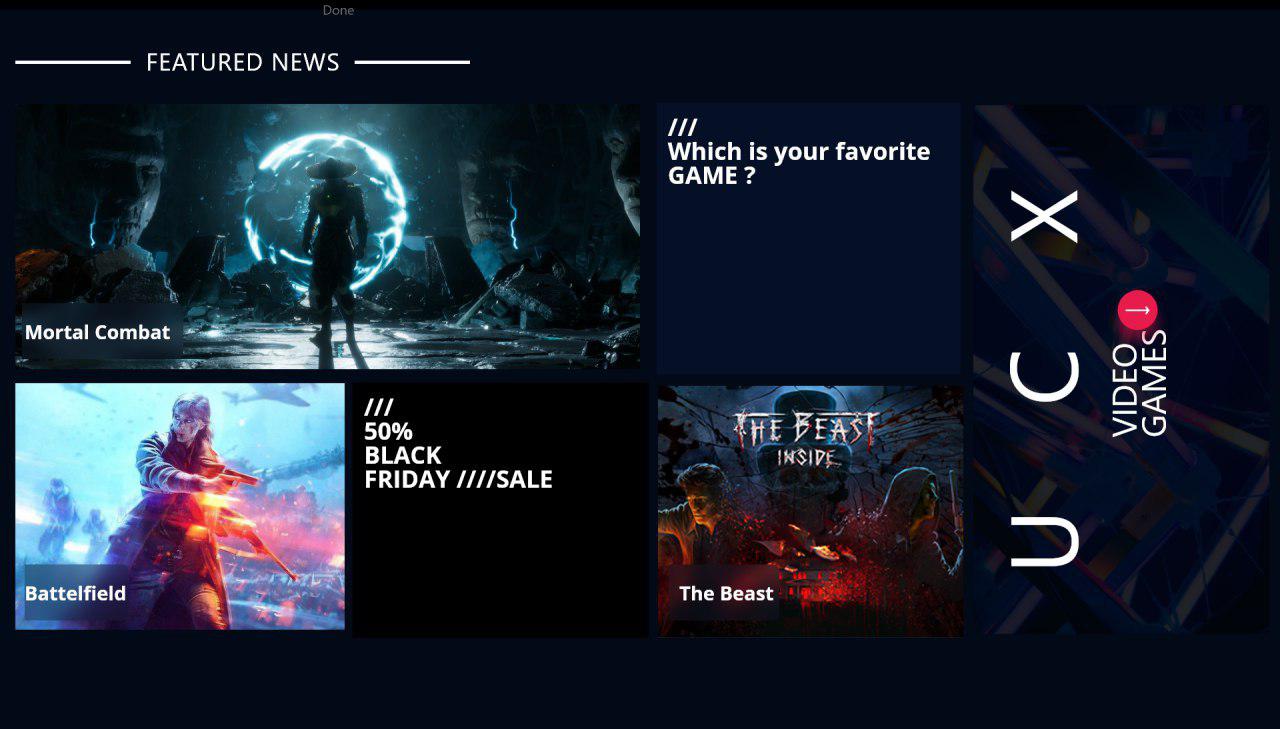 Done
FEATURED NEWS
Mortal Combat
///
Which is your favorite
GAME ?
Battelfield
///
50%
BLACK
FRIDAY ////SALE
THE BEAST
INSIDE
The Beast
U C X
VIDEO
GAMES